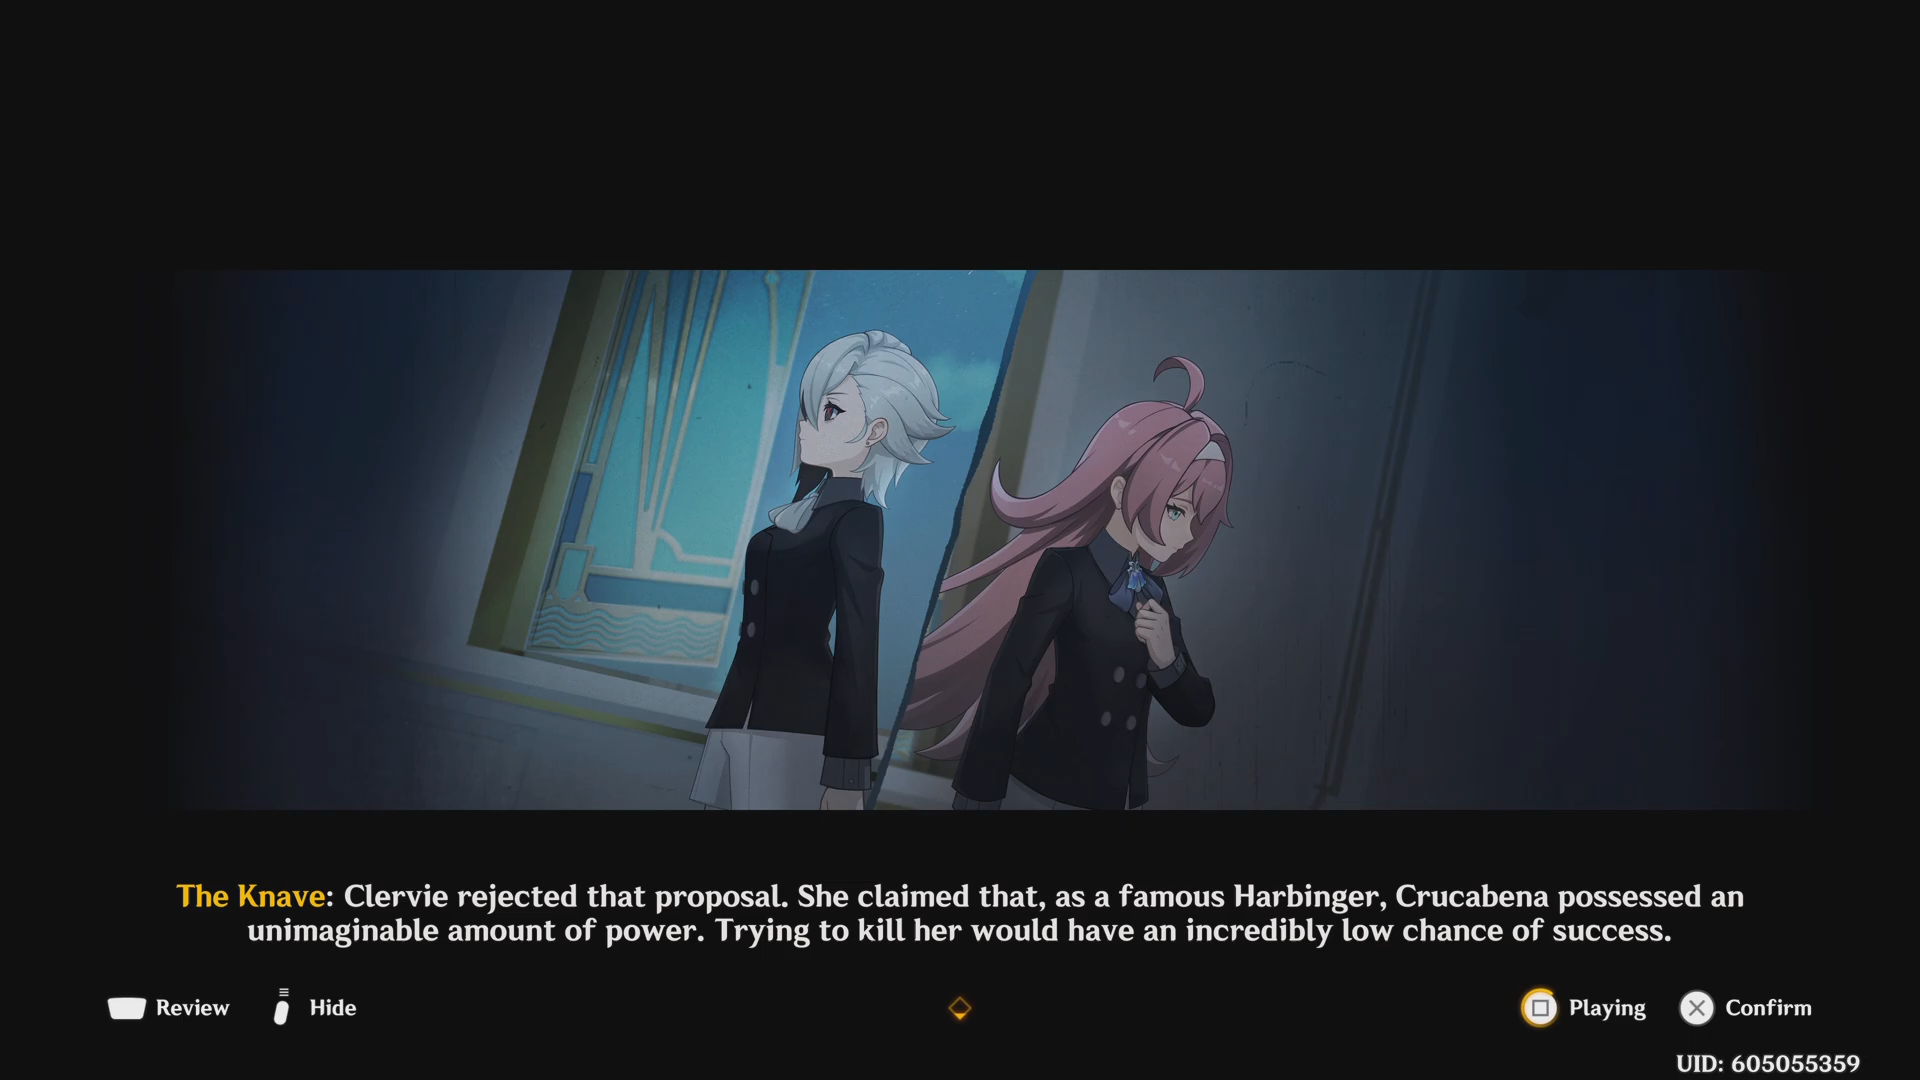 The Knave: Clervie rejected that proposal. She claimed that, as a famous Harbinger, Crucabena possessed an
unimaginable amount of power. Trying to kill her would have an incredibly low chance of success.
Review
Hide
Playing
Confirm
UID: 605055359